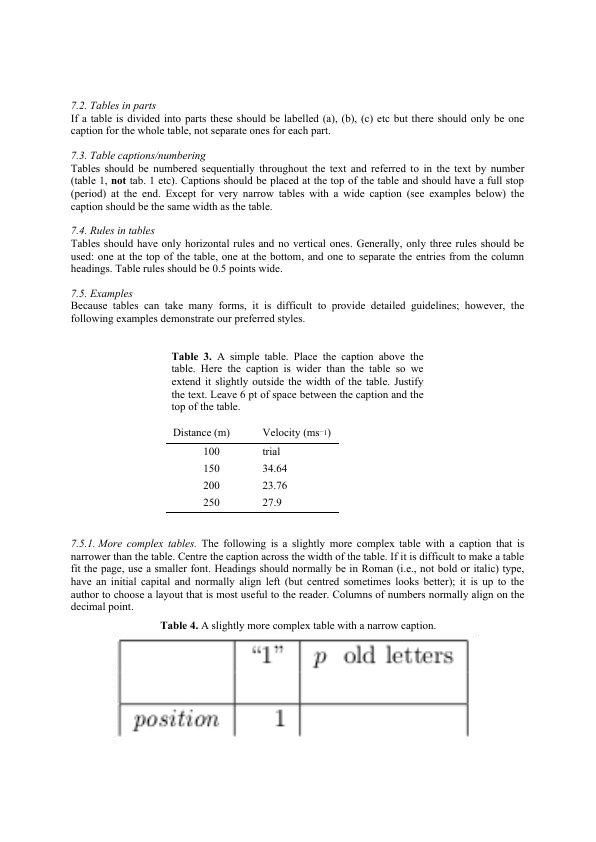 7.2. Tables in parts
If a table is divided into parts these should be labelled (a), (b), (c) etc but there should only be one
caption for the whole table, not separate ones for each part.
7.3. Table captions/numbering
Tables should be numbered sequentially throughout the text and referred to in the text by number
(table 1, not tab. 1 etc). Captions should be placed at the top of the table and should have a full stop
(period) at the end. Except for very narrow tables with a wide caption (see examples below) the
caption should be the same width as the table.
7.4. Rules in tables
Tables should have only horizontal rules and no vertical ones. Generally, only three rules should be
used: one at the top of the table, one at the bottom, and one to separate the entries from the column
headings. Table rules should be 0.5 points wide.
7.5. Examples
Because tables can take many forms, it is difficult to provide detailed guidelines; however, the
following examples demonstrate our preferred styles.
Table 3. A simple table. Place the caption above the
table. Here the caption is wider than the table so we
extend it slightly outside the width of the table. Justify
the text. Leave 6 pt of space between the caption and the
top of the table.
Distance (m) Velocity (ms⁻¹)
100 trial
150 34.64
200 23.76
250 27.9
7.5.1. More complex tables. The following is a slightly more complex table with a caption that is
narrower than the table. Centre the caption across the width of the table. If it is difficult to make a table
fit the page, use a smaller font. Headings should normally be in Roman (i.e., not bold or italic) type,
have an initial capital and normally align left (but centred sometimes looks better); it is up to the
author to choose a layout that is most useful to the reader. Columns of numbers normally align on the
decimal point.
Table 4. A slightly more complex table with a narrow caption.
“1” p old letters
position 1